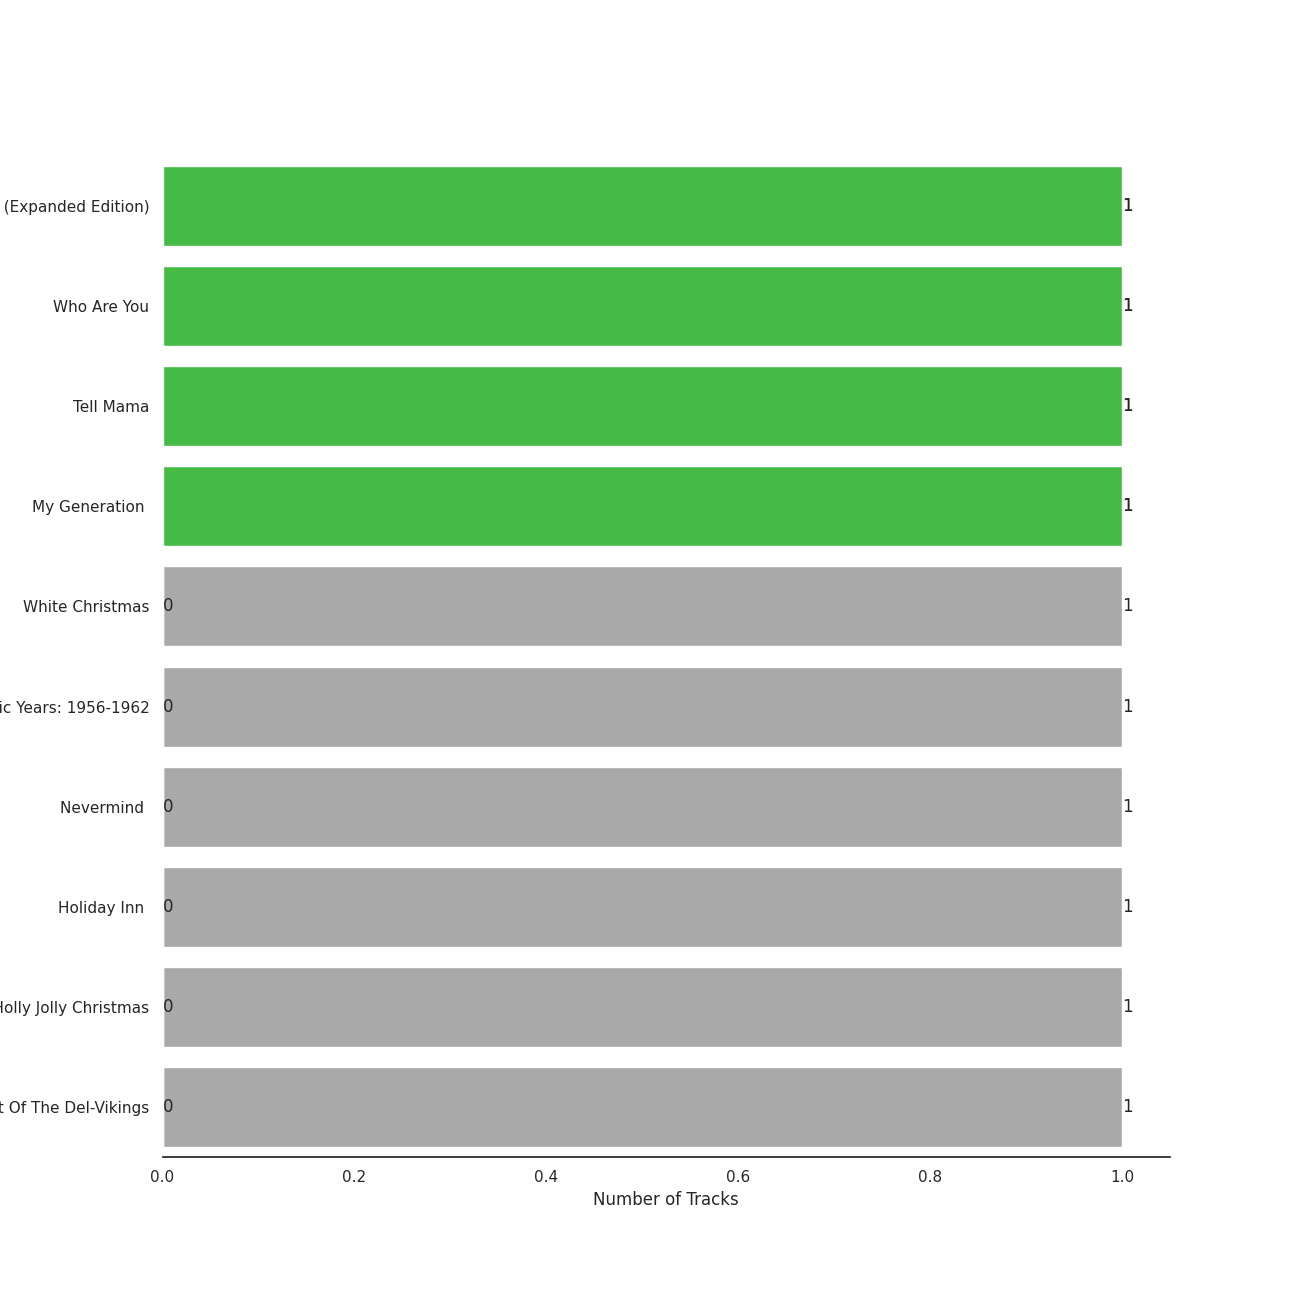 (Expanded Edition) 1
Who Are You 1
Tell Mama 1
My Generation 1
White Christmas 0 1
Years: 1956-1962 0 1
Nevermind 0 1
Holiday Inn 0 1
Holly Jolly Christmas 0 1
Of The Del-Vikings 0 1
0.0 0.2 0.4 0.6 0.8 1.0
Number of Tracks